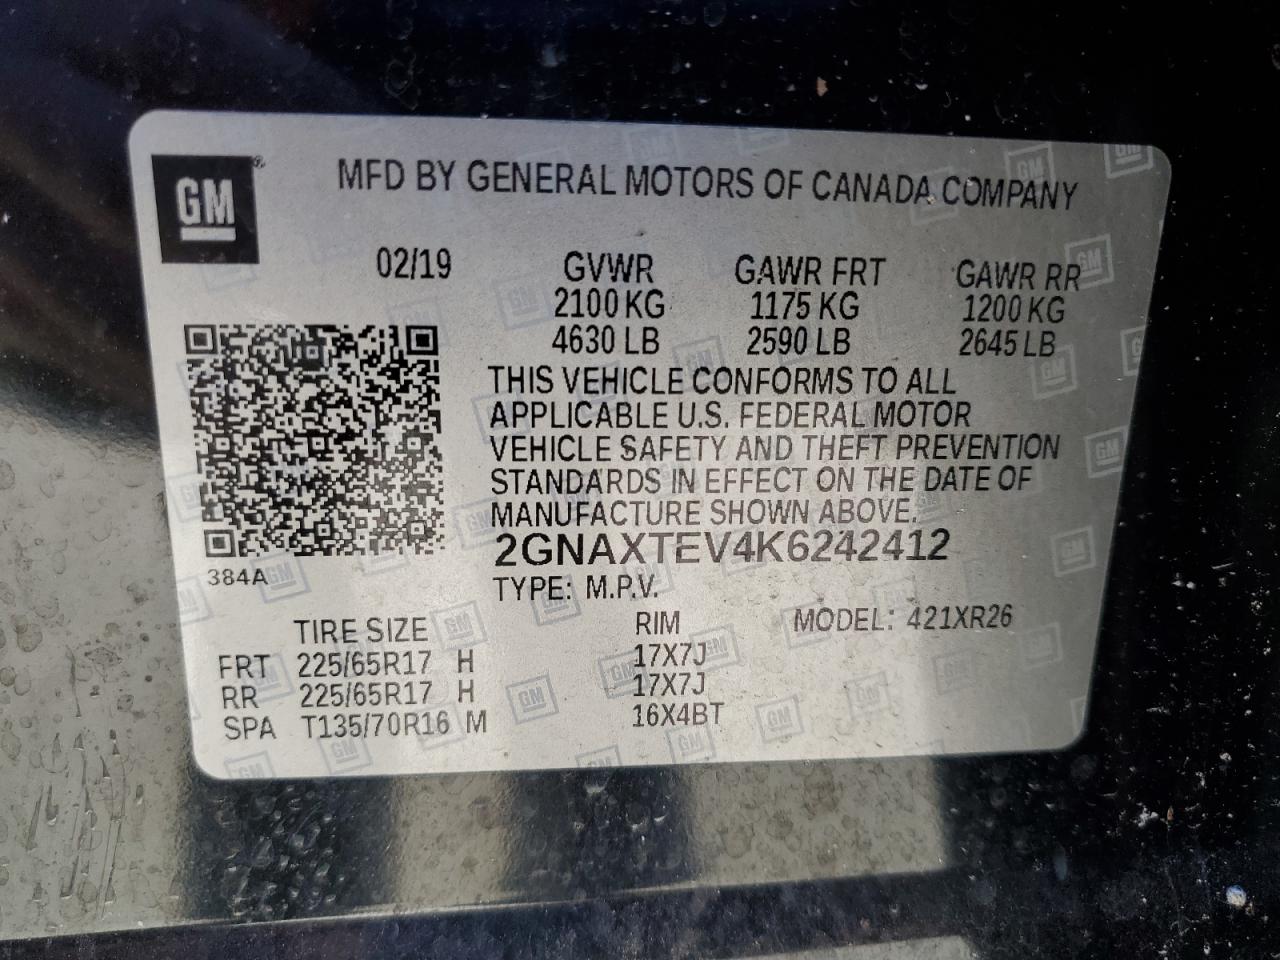 GM®
MFD BY GENERAL MOTORS OF CANADA COMPANY
02/19
GVWR GAWR FRT GAWR RR
2100 KG 1175 KG 1200 KG
4630 LB 2590 LB 2645 LB
THIS VEHICLE CONFORMS TO ALL
APPLICABLE U.S. FEDERAL MOTOR
VEHICLE SAFETY AND THEFT PREVENTION
STANDARDS IN EFFECT ON THE DATE OF
MANUFACTURE SHOWN ABOVE.
2GNAXTEV4K6242412
384A
TYPE: M.P.V.
TIRE SIZE RIM MODEL: 421XR26
FRT 225/65R17 H 17X7J
RR 225/65R17 H 17X7J
SPA T135/70R16 M 16X4BT